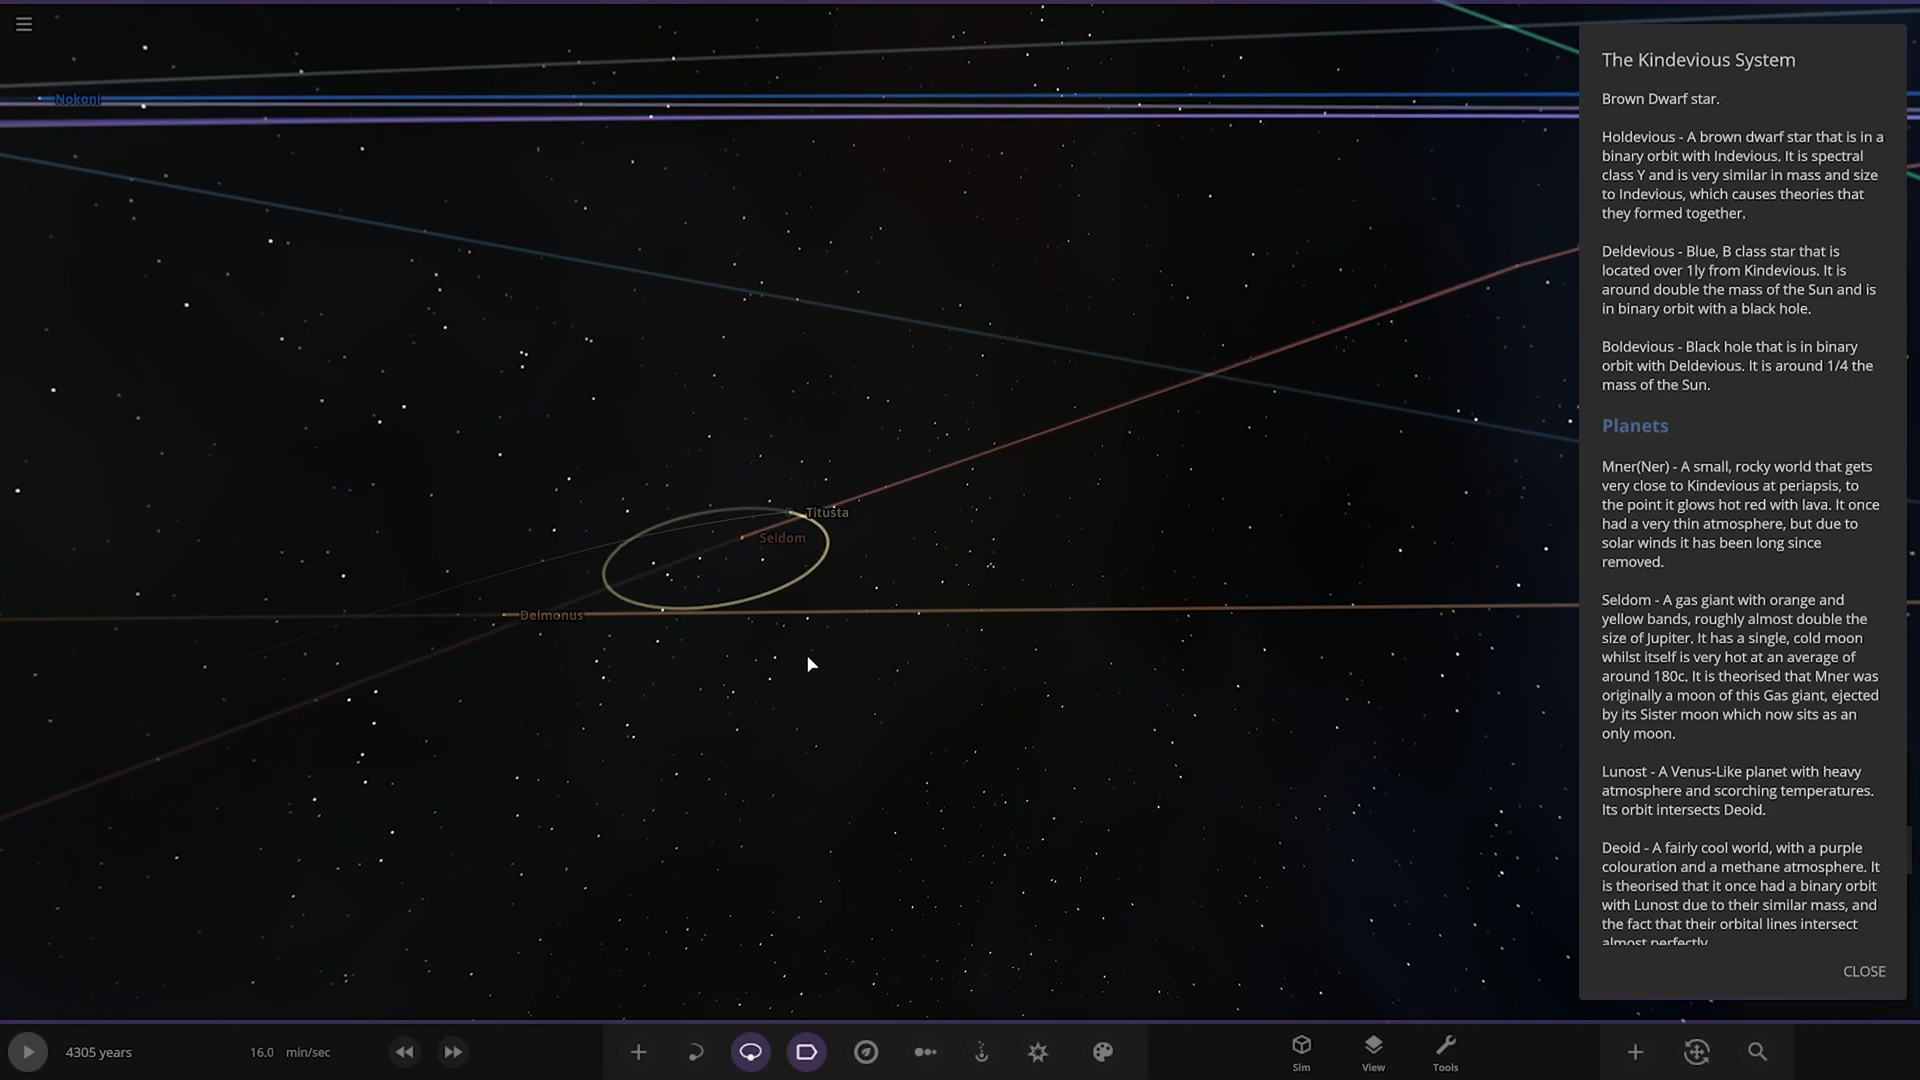 Nokoni
Titusta
Seldom
Delmonus
The Kindevious System
Brown Dwarf star.
Holdevious - A brown dwarf star that is in a
binary orbit with Indevious. It is spectral
class Y and is very similar in mass and size
to Indevious, which causes theories that
they formed together.
Deldevious - Blue, B class star that is
located over 1ly from Kindevious. It is
around double the mass of the Sun and is
in binary orbit with a black hole.
Boldevious - Black hole that is in binary
orbit with Deldevious. It is around 1/4 the
mass of the Sun.
Planets
Mner(Ner) - A small, rocky world that gets
very close to Kindevious at periapsis, to
the point it glows hot red with lava. It once
had a very thin atmosphere, but due to
solar winds it has been long since
removed.
Seldom - A gas giant with orange and
yellow bands, roughly almost double the
size of Jupiter. It has a single, cold moon
whilst itself is very hot at an average of
around 180c. It is theorised that Mner was
originally a moon of this Gas giant, ejected
by its Sister moon which now sits as an
only moon.
Lunost - A Venus-Like planet with heavy
atmosphere and scorching temperatures.
Its orbit intersects Deoid.
Deoid - A fairly cool world, with a purple
colouration and a methane atmosphere. It
is theorised that it once had a binary orbit
with Lunost due to their similar mass, and
the fact that their orbital lines intersect
almost perfectly
CLOSE
4305 years
16.0 min/sec
Sim
View
Tools